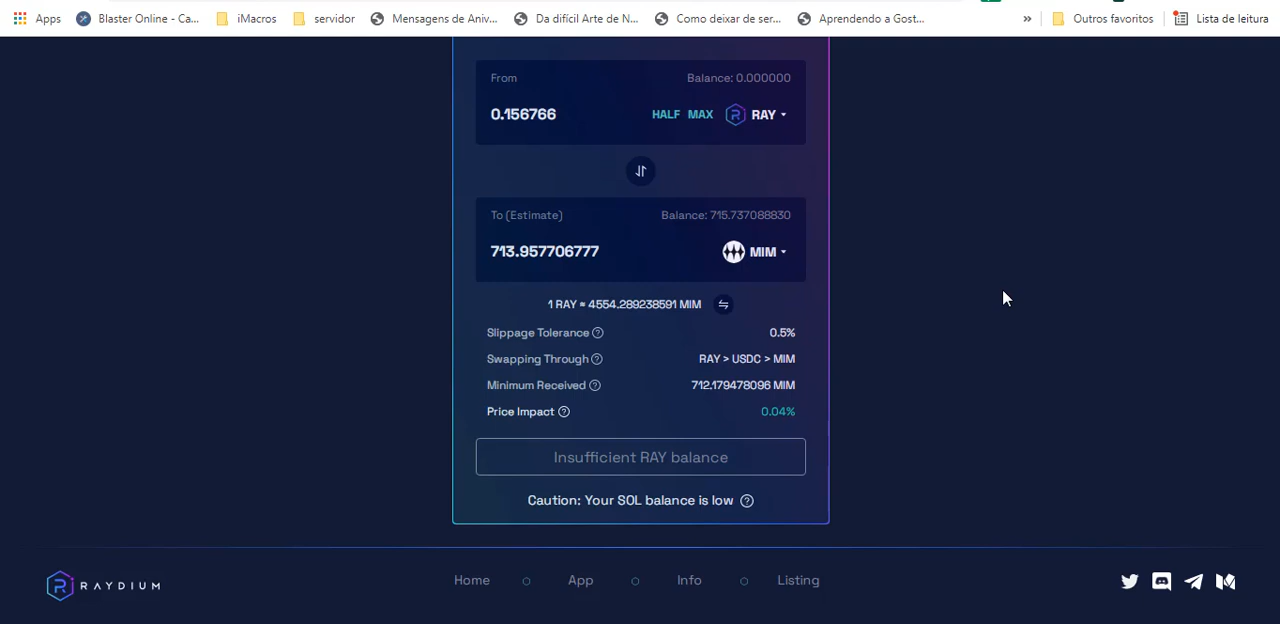 Apps Blaster Online - Ca... iMacros servidor Mensagens de Aniv... Da difícil Arte de N... Como deixar de ser... Aprendendo a Gost... » Outros favoritos Lista de leitura
From Balance: 0.000000
0.156766 HALF MAX RAY
To (Estimate) Balance: 715.737088830
713.957706777 MIM
1 RAY ≈ 4554.289238591 MIM
Slippage Tolerance ? 0.5%
Swapping Through ? RAY > USDC > MIM
Minimum Received ? 712.179478096 MIM
Price Impact ? 0.04%
Insufficient RAY balance
Caution: Your SOL balance is low ?
RAYDIUM Home App Info Listing